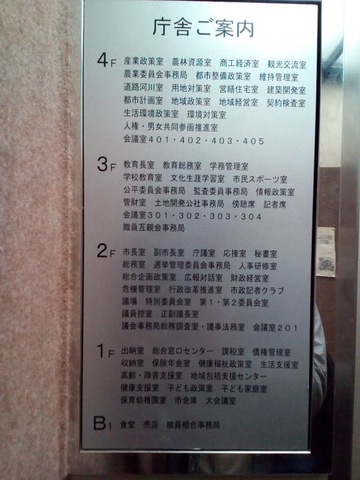 庁舎ご案内
4F 産業政策室 農林資源室 商工経済室 観光交流室
農業委員会事務局 都市整備政策室 維持管理室
道路河川室 用地対策室 営繕住宅室 建築開発室
都市計画室 地域政策室 地域経営室 契約検査室
生活環境政策室 環境対策室
人権・男女共同参画推進室
会議室401・402・403・405
3F 教育長室 教育総務室 学務管理室
学校教育室 文化生涯学習室 市民スポーツ室
公平委員会事務局 監査委員事務局 情報政策室
管財室 土地開発公社事務局 傍聴席 記者席
会議室301・302・303・304
職員互親会事務局
2F 市長室 副市長室 庁議室 応接室 秘書室
総務室 選挙管理委員会事務局 人事研修室
総合企画政策室 広報対話室 財政経営室
危機管理室 行政改革推進室 市政記者クラブ
議場 特別委員会室 第1・第2委員会室
議員控室 正副議長室
議会事務局総務調査室・議事法務室 会議室201
1F 出納室 総合窓口センター 課税室 債権管理室
収納室 保険年金室 健康福祉政策室 生活支援室
高齢・障害支援室 地域包括支援センター
健康支援室 子ども政策室 子ども家庭室
保育幼稚園室 市金庫 大会議室
B1 食堂 売店 職員組合事務局